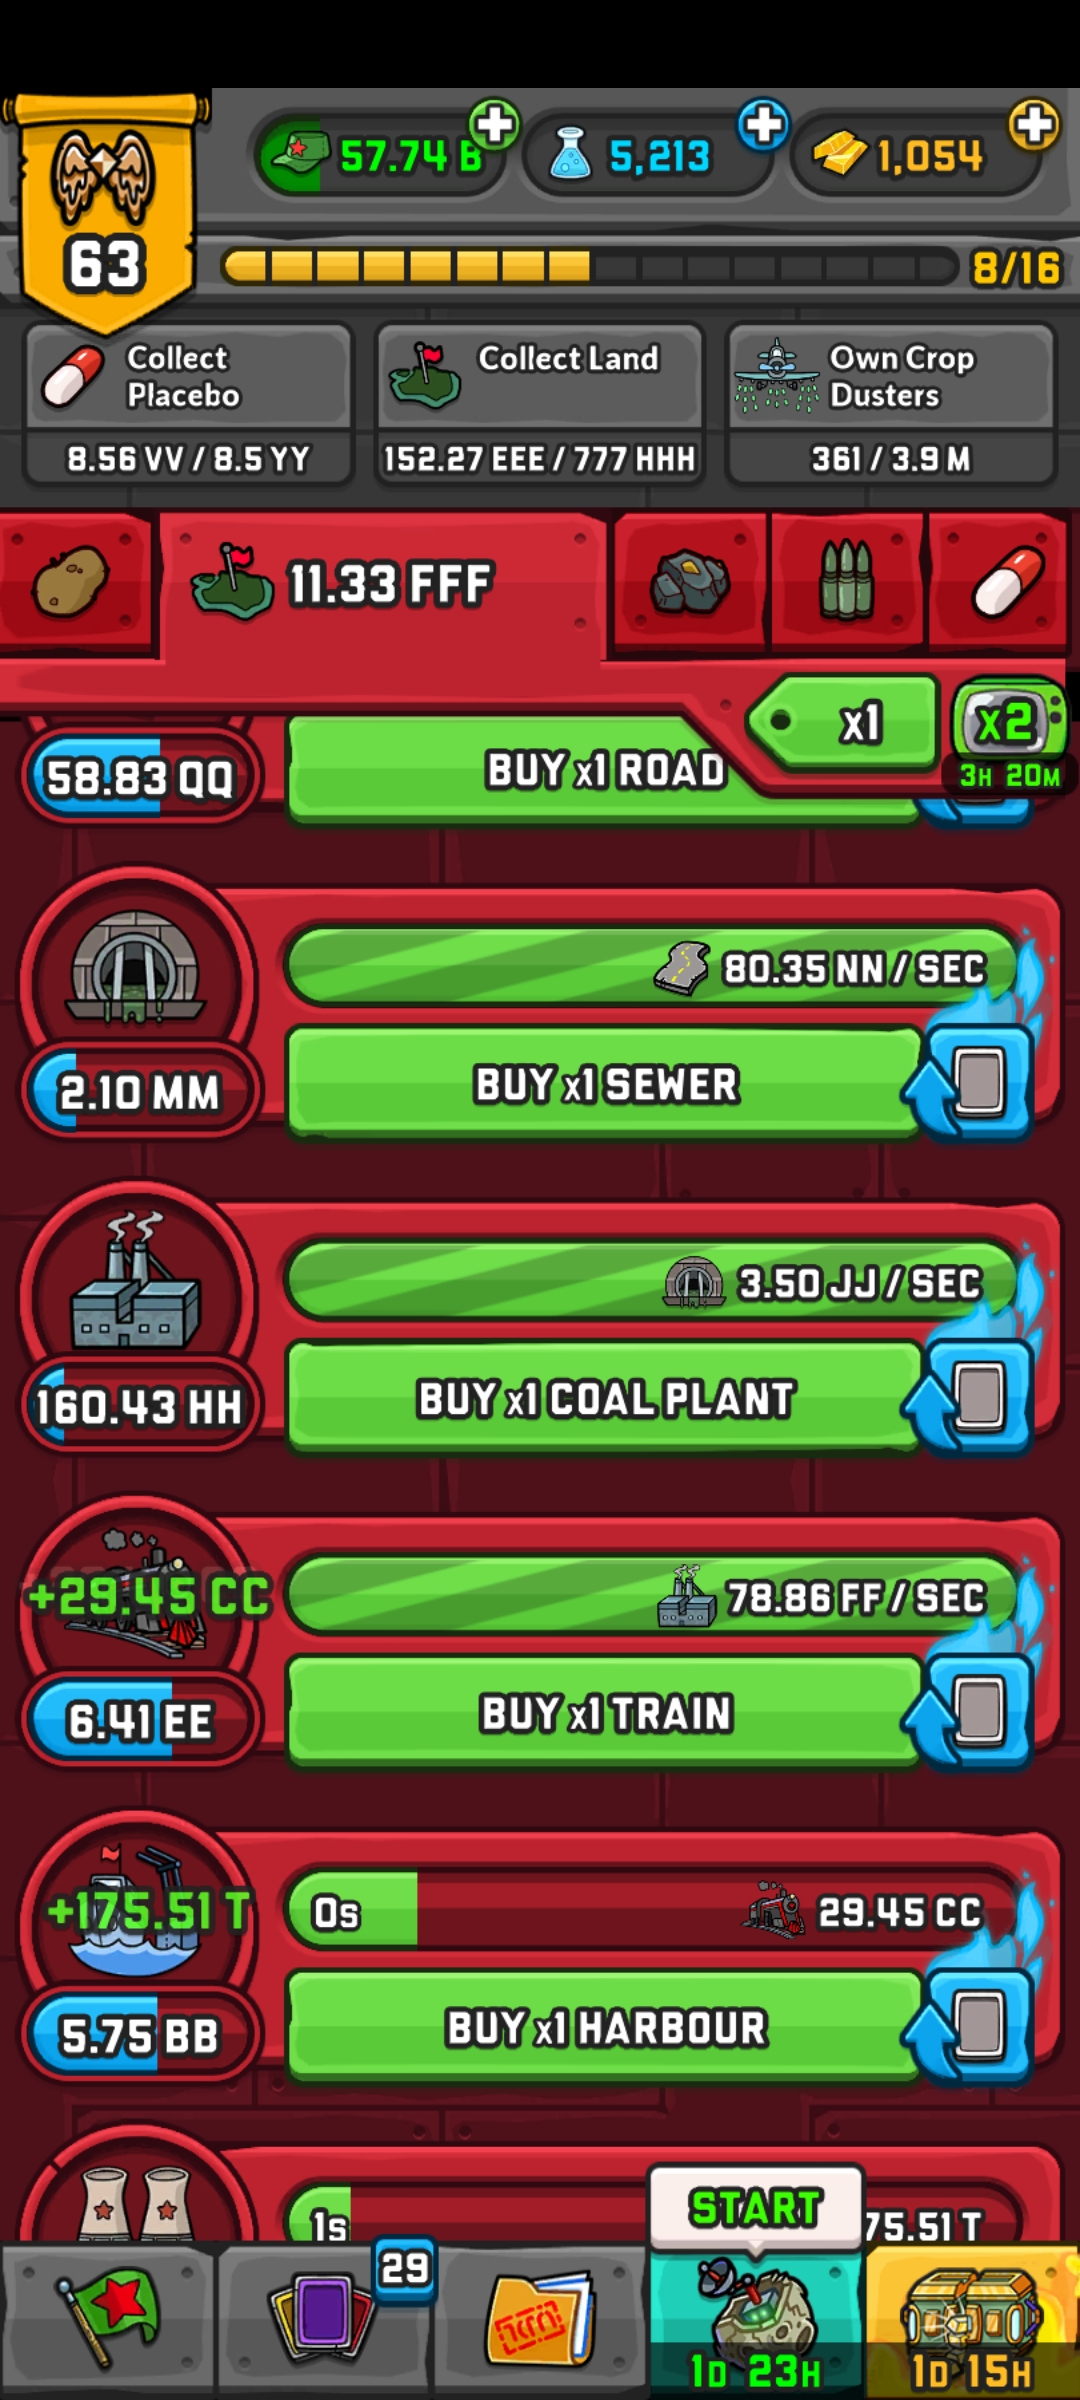 57.74 B
5,213
1,054
63
8/16
Collect
Placebo
8.56 VV / 8.5 YY
Collect Land
152.27 EEE / 777 HHH
Own Crop
Dusters
361 / 3.9 M
11.33 FFF
x1
x2
3H 20M
58.83 QQ
BUY x1 ROAD
80.35 NN / SEC
2.10 MM
BUY x1 SEWER
3.50 JJ / SEC
160.43 HH
BUY x1 COAL PLANT
+29.45 CC
78.86 FF / SEC
6.41 EE
BUY x1 TRAIN
+175.51 T
0s
29.45 CC
5.75 BB
BUY x1 HARBOUR
1s
75.51 T
START
29
1D 23H
1D 15H